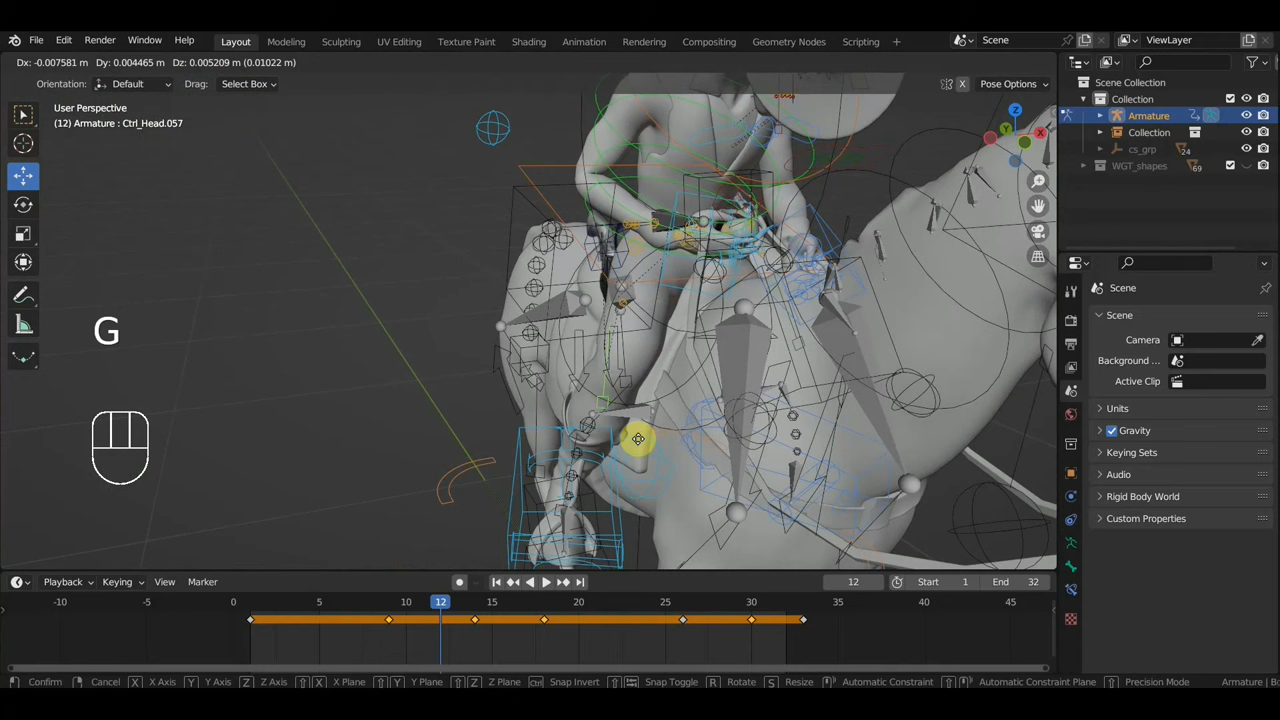 File Edit Render Window Help Layout Modeling Sculpting UV Editing Texture Paint Shading Animation Rendering Compositing Geometry Nodes Scripting + Scene ViewLayer
Dx: -0.007581 m Dy: 0.004465 m Dz: 0.005209 m (0.01022 m)
Orientation: Default Drag: Select Box X Pose Options
User Perspective
(12) Armature : Ctrl_Head.057
Z
Y
X
G
Scene Collection
Collection
Armature
Collection
cs_grp 24
WGT_shapes 69
Scene
Scene
Camera
Background ...
Active Clip
Units
Gravity
Keying Sets
Audio
Rigid Body World
Custom Properties
Playback Keying View Marker 12 Start 1 End 32
-10 -5 0 5 10 12 15 20 25 30 35 40 45
Confirm Cancel X X Axis Y Y Axis Z Z Axis X X Plane Y Y Plane Z Z Plane Ctrl Snap Invert Snap Toggle R Rotate S Resize Automatic Constraint Automatic Constraint Plane Precision Mode Armature | Bo